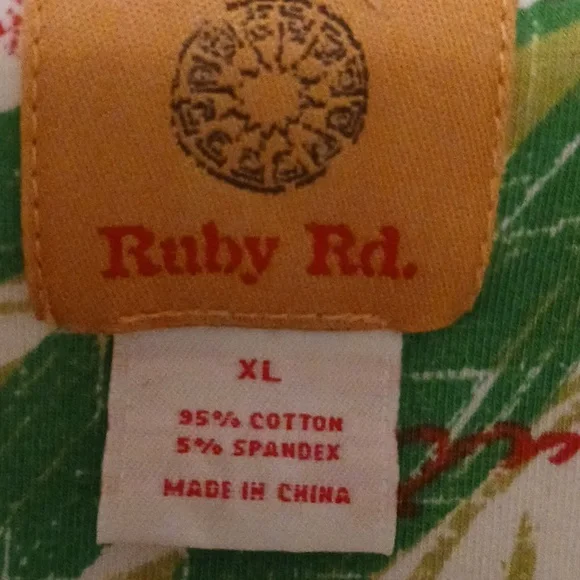 Ruby Rd.
XL
95% COTTON
5% SPANDEX
MADE IN CHINA